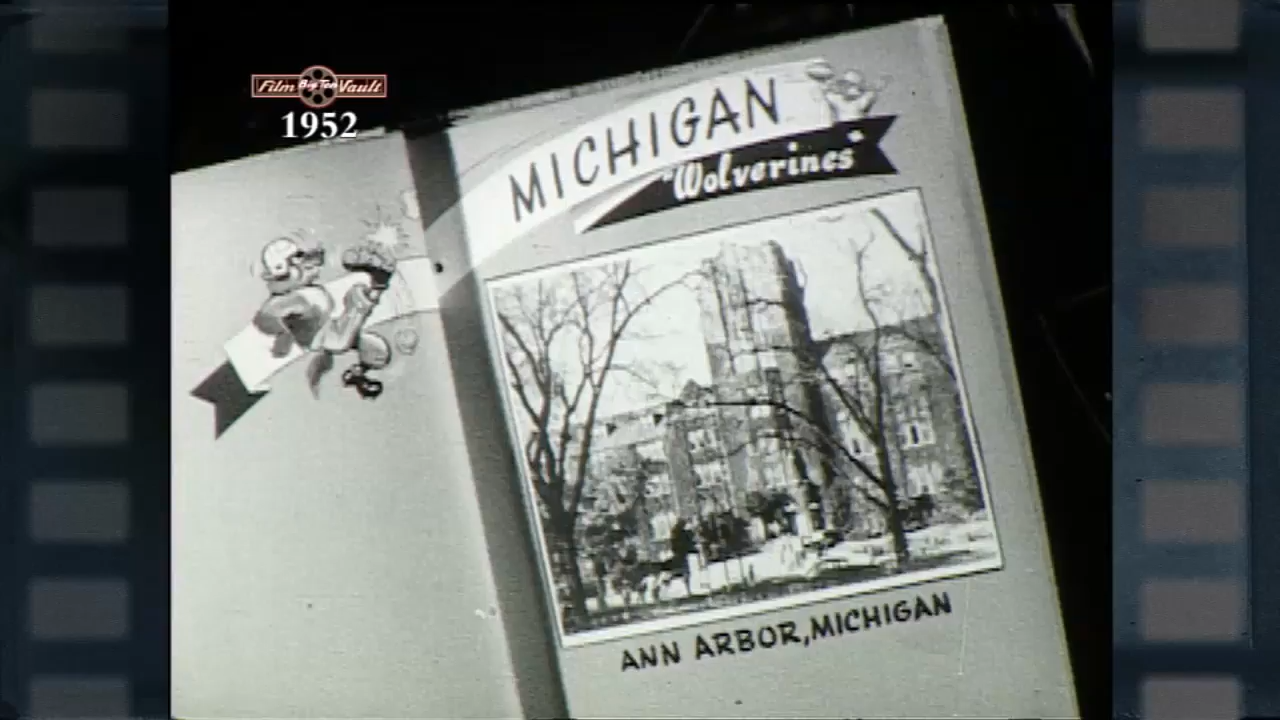 Film Big Ten Vault
1952
MICHIGAN
"Wolverines"
ANN ARBOR, MICHIGAN